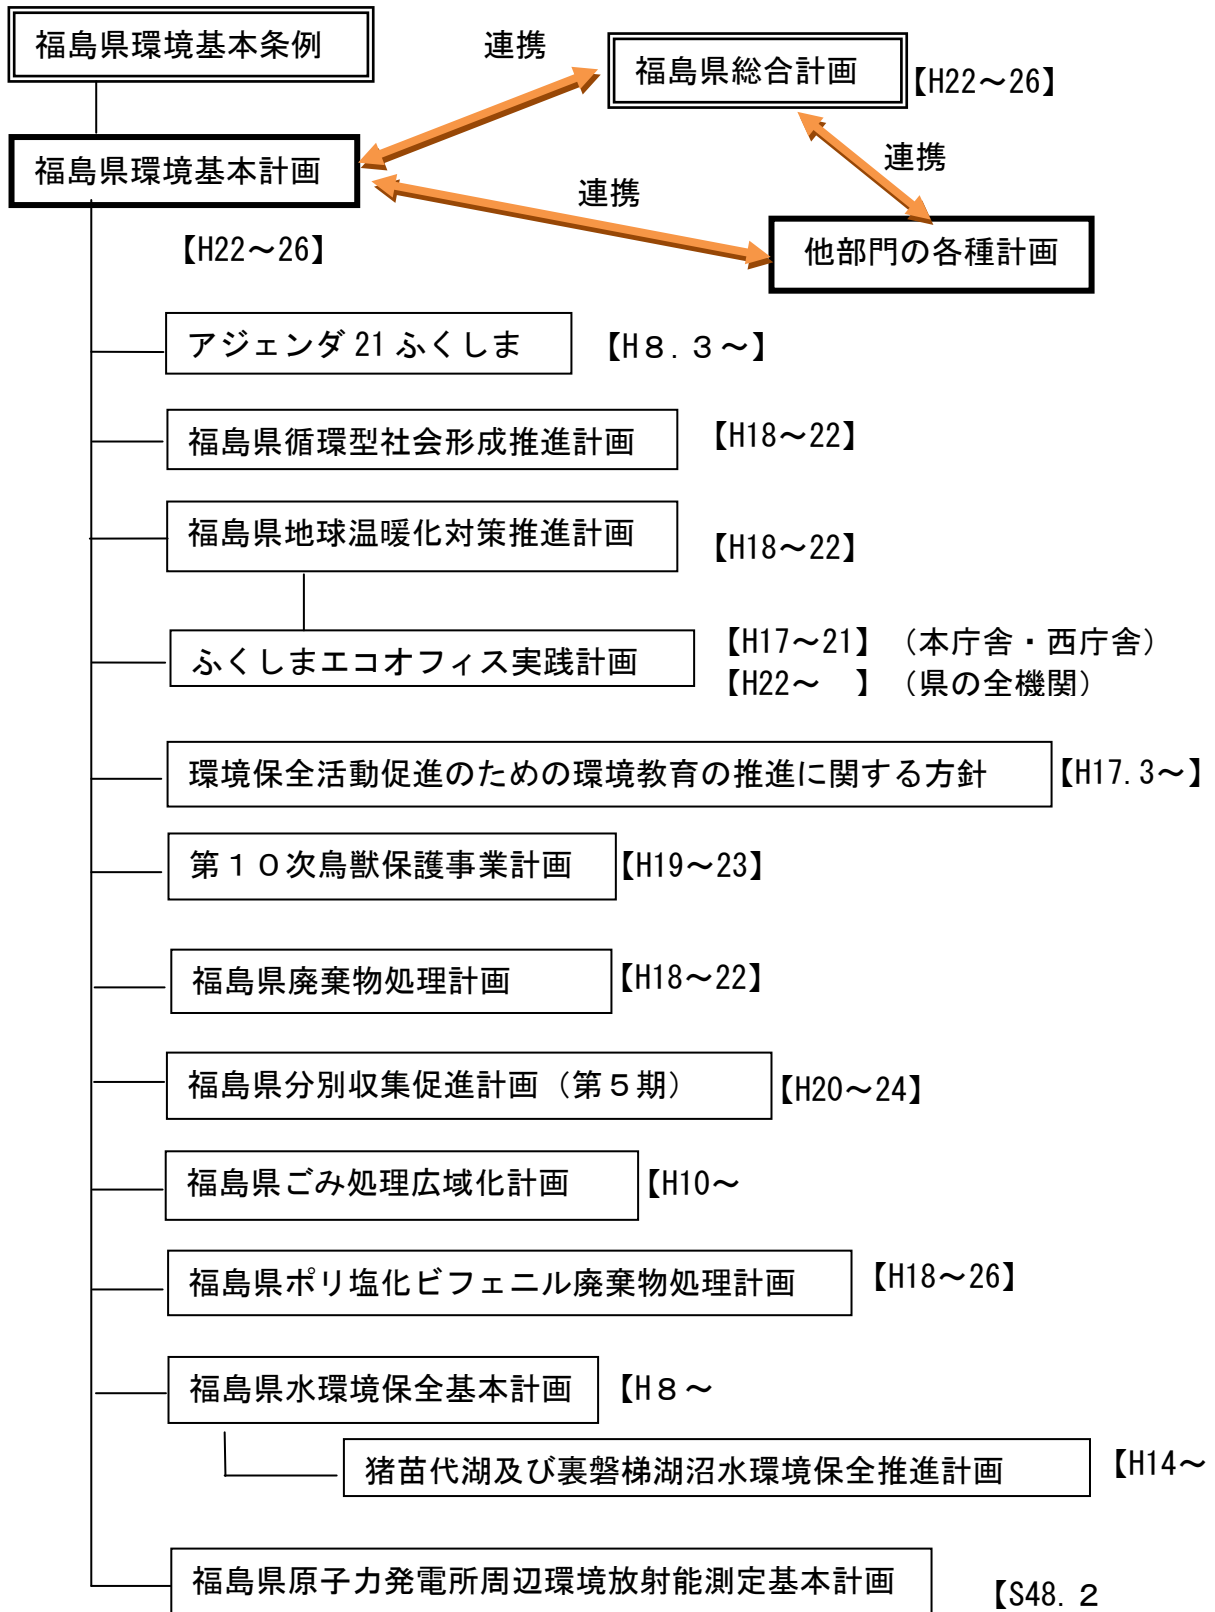 福島県環境基本条例
連携
福島県総合計画
【H22～26】
福島県環境基本計画
連携
連携
【H22～26】
他部門の各種計画
アジェンダ21ふくしま
【H８.３～】
福島県循環型社会形成推進計画
【H18～22】
福島県地球温暖化対策推進計画
【H18～22】
ふくしまエコオフィス実践計画
【H17～21】（本庁舎・西庁舎）
【H22～　】（県の全機関）
環境保全活動促進のための環境教育の推進に関する方針
【H17.3～】
第１０次鳥獣保護事業計画
【H19～23】
福島県廃棄物処理計画
【H18～22】
福島県分別収集促進計画（第５期）
【H20～24】
福島県ごみ処理広域化計画
【H10～
福島県ポリ塩化ビフェニル廃棄物処理計画
【H18～26】
福島県水環境保全基本計画
【H８～
猪苗代湖及び裏磐梯湖沼水環境保全推進計画
【H14～
福島県原子力発電所周辺環境放射能測定基本計画
【S48.２